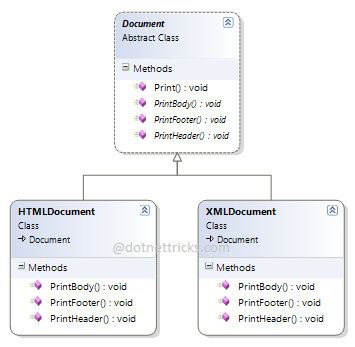 Document
Abstract Class
Methods
Print() : void
PrintBody() : void
PrintFooter() : void
PrintHeader() : void
HTMLDocument
Class
Document
Methods
PrintBody() : void
PrintFooter() : void
PrintHeader() : void
XMLDocument
Class
Document
Methods
PrintBody() : void
PrintFooter() : void
PrintHeader() : void
@dotnettricks.com